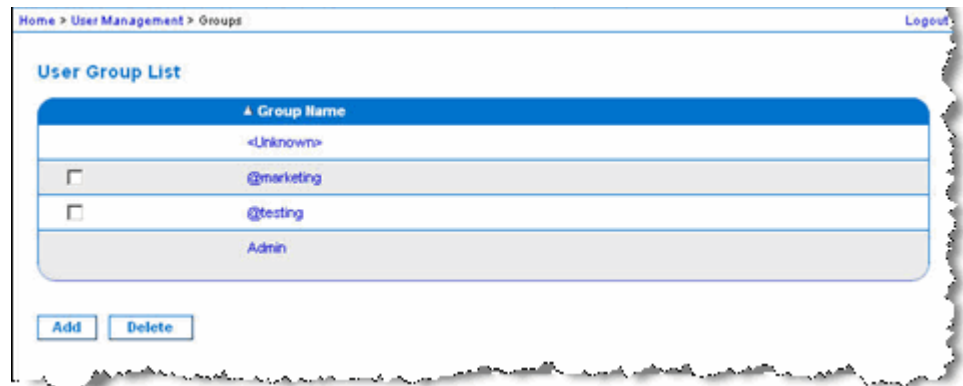 Home > User Management > Groups Logout
User Group List
▲ Group Name
<Unknown>
@marketing
@testing
Admin
Add Delete